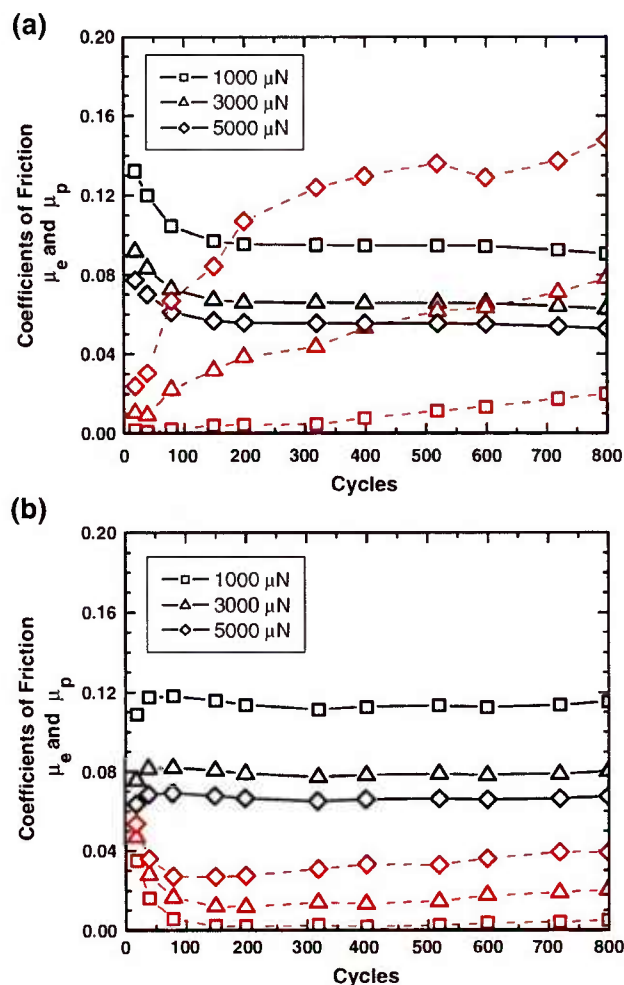 (a)
0.20
0.16
0.12
0.08
0.04
0.00
Coefficients of Friction
μe and μp
1000 μN
3000 μN
5000 μN
0 100 200 300 400 500 600 700 800
Cycles
(b)
0.20
0.16
0.12
0.08
0.04
0.00
Coefficients of Friction
μe and μp
1000 μN
3000 μN
5000 μN
0 100 200 300 400 500 600 700 800
Cycles